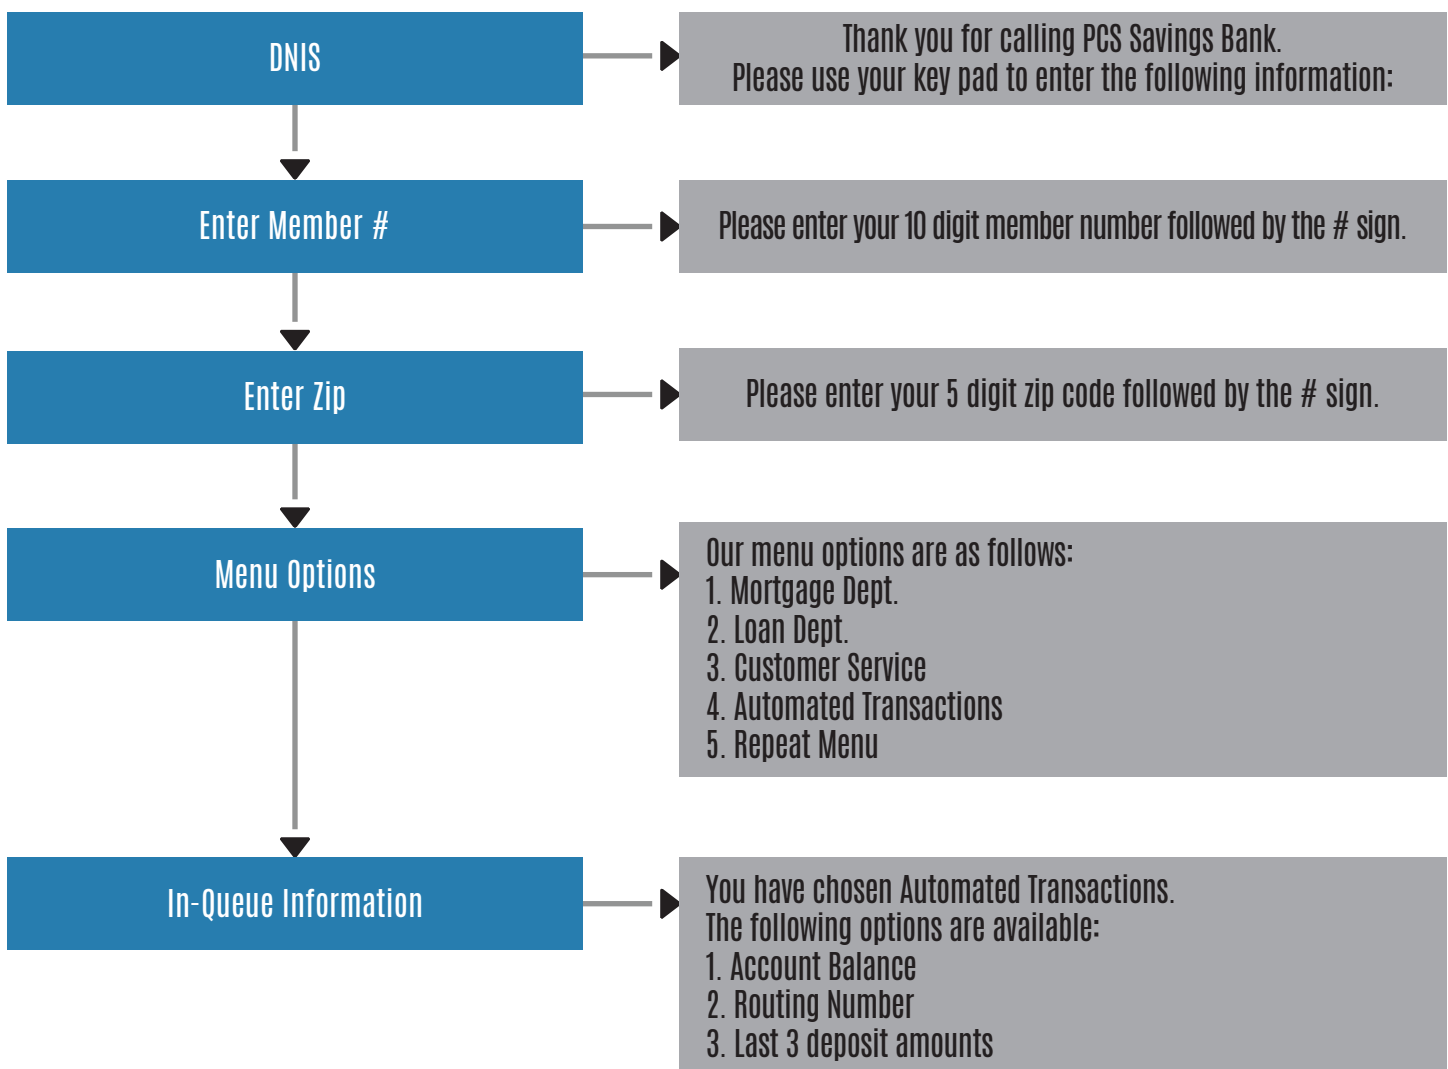 DNIS
Thank you for calling PCS Savings Bank.
Please use your key pad to enter the following information:
Enter Member #
Please enter your 10 digit member number followed by the # sign.
Enter Zip
Please enter your 5 digit zip code followed by the # sign.
Menu Options
Our menu options are as follows:
1. Mortgage Dept.
2. Loan Dept.
3. Customer Service
4. Automated Transactions
5. Repeat Menu
In-Queue Information
You have chosen Automated Transactions.
The following options are available:
1. Account Balance
2. Routing Number
3. Last 3 deposit amounts